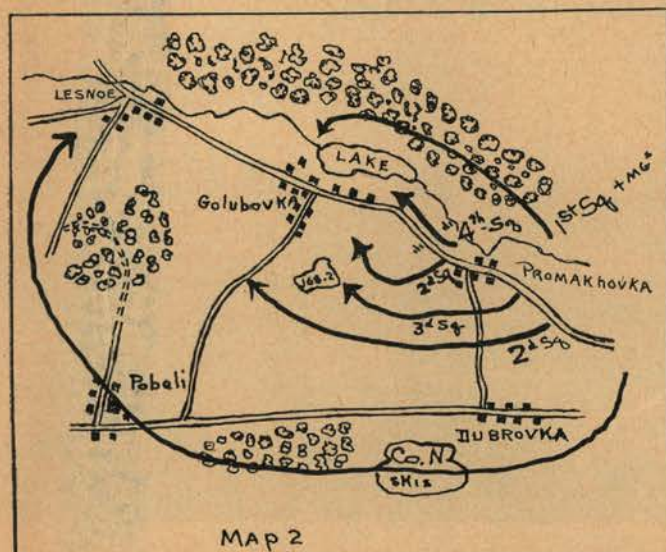 LESNOE
LAKE
Golubovka
1st Sq + MGs
4th Sq
PROMAKHOVKA
2d Sq
168.2
3d Sq
2d Sq
Pobeli
DUBROVKA
Co. N
SKIS
MAP 2